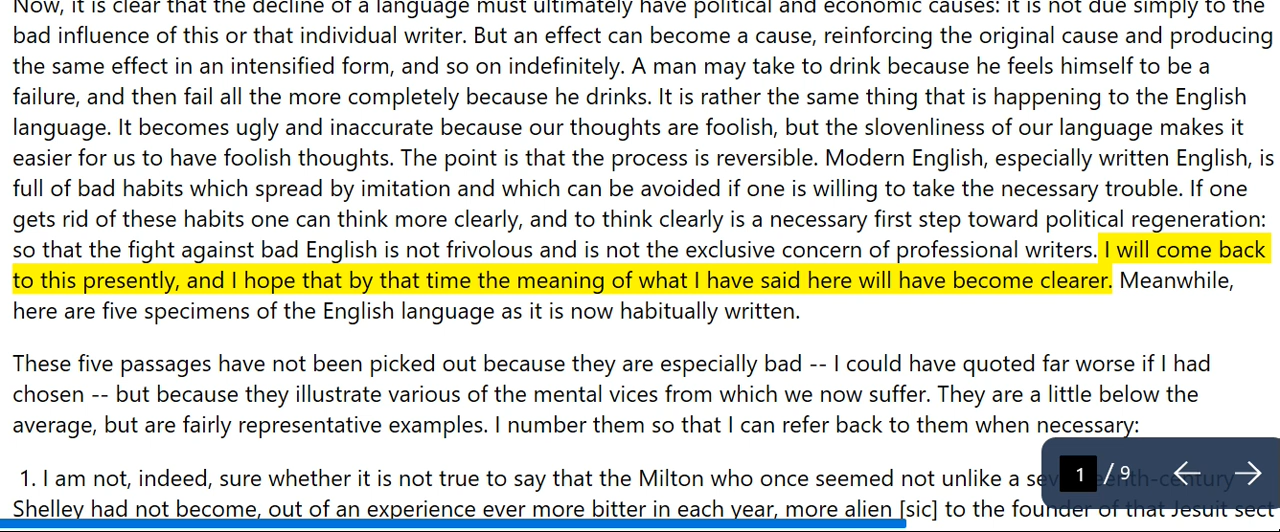 Now, it is clear that the decline of a language must ultimately have political and economic causes: it is not due simply to the
bad influence of this or that individual writer. But an effect can become a cause, reinforcing the original cause and producing
the same effect in an intensified form, and so on indefinitely. A man may take to drink because he feels himself to be a
failure, and then fail all the more completely because he drinks. It is rather the same thing that is happening to the English
language. It becomes ugly and inaccurate because our thoughts are foolish, but the slovenliness of our language makes it
easier for us to have foolish thoughts. The point is that the process is reversible. Modern English, especially written English, is
full of bad habits which spread by imitation and which can be avoided if one is willing to take the necessary trouble. If one
gets rid of these habits one can think more clearly, and to think clearly is a necessary first step toward political regeneration:
so that the fight against bad English is not frivolous and is not the exclusive concern of professional writers. I will come back
to this presently, and I hope that by that time the meaning of what I have said here will have become clearer. Meanwhile,
here are five specimens of the English language as it is now habitually written.
These five passages have not been picked out because they are especially bad -- I could have quoted far worse if I had
chosen -- but because they illustrate various of the mental vices from which we now suffer. They are a little below the
average, but are fairly representative examples. I number them so that I can refer back to them when necessary:
1. I am not, indeed, sure whether it is not true to say that the Milton who once seemed not unlike a seventeenth-century
Shelley had not become, out of an experience ever more bitter in each year, more alien [sic] to the founder of that Jesuit sect
1 / 9